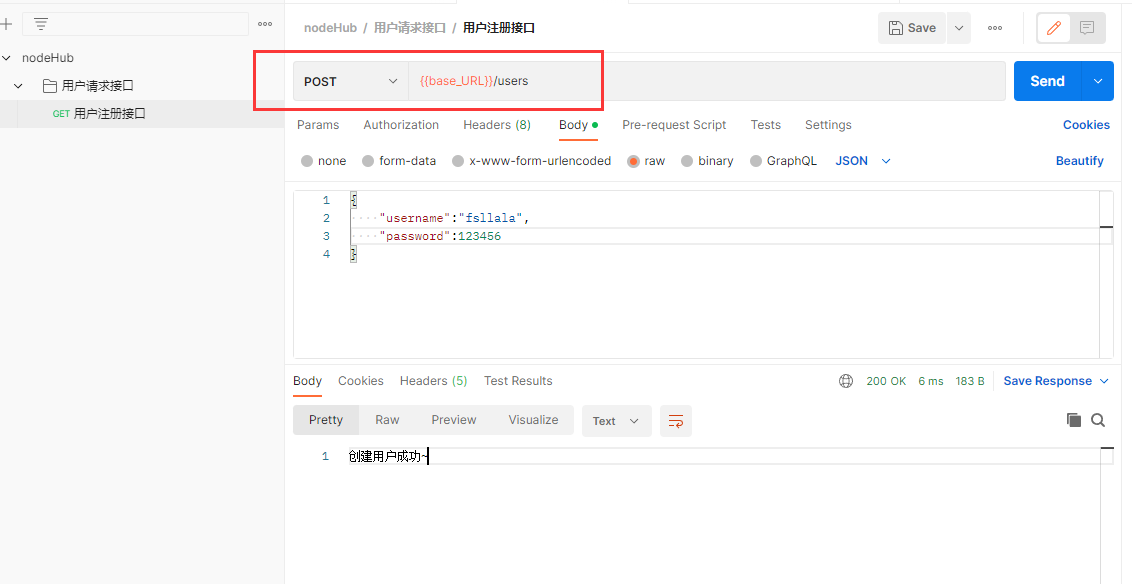 nodeHub / 用户请求接口 / 用户注册接口
Save
nodeHub
用户请求接口
GET 用户注册接口
POST {{base_URL}}/users
Send
Params Authorization Headers (8) Body Pre-request Script Tests Settings Cookies
none form-data x-www-form-urlencoded raw binary GraphQL JSON Beautify
1 {
2 "username":"fsllala",
3 "password":123456
4 }
Body Cookies Headers (5) Test Results 200 OK 6 ms 183 B Save Response
Pretty Raw Preview Visualize Text
1 创建用户成功~